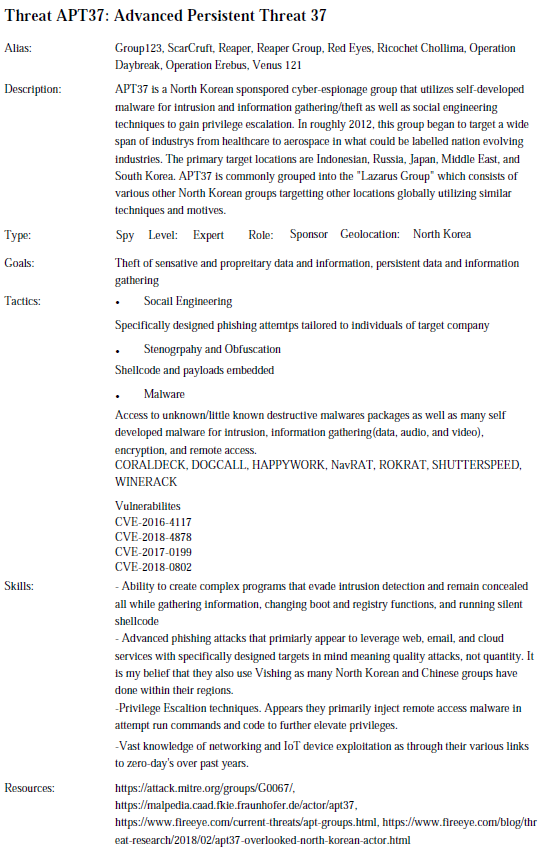 Threat APT37: Advanced Persistent Threat 37
Alias: Group123, ScarCruft, Reaper, Reaper Group, Red Eyes, Ricochet Chollima, Operation
Daybreak, Operation Erebus, Venus 121
Description: APT37 is a North Korean sponspored cyber-espionage group that utilizes self-developed
malware for intrusion and information gathering/theft as well as social engineering
techniques to gain privilege escalation. In roughly 2012, this group began to target a wide
span of industrys from healthcare to aerospace in what could be labelled nation evolving
industries. The primary target locations are Indonesian, Russia, Japan, Middle East, and
South Korea. APT37 is commonly grouped into the "Lazarus Group" which consists of
various other North Korean groups targetting other locations globally utilizing similar
techniques and motives.
Type: Spy Level: Expert Role: Sponsor Geolocation: North Korea
Goals: Theft of sensative and propreitary data and information, persistent data and information
gathering
Tactics: • Socail Engineering
Specifically designed phishing attemtps tailored to individuals of target company
• Stenogrpahy and Obfuscation
Shellcode and payloads embedded
• Malware
Access to unknown/little known destructive malwares packages as well as many self
developed malware for intrusion, information gathering(data, audio, and video),
encryption, and remote access.
CORALDECK, DOGCALL, HAPPYWORK, NavRAT, ROKRAT, SHUTTERSPEED,
WINERACK
Vulnerabilites
CVE-2016-4117
CVE-2018-4878
CVE-2017-0199
CVE-2018-0802
Skills: - Ability to create complex programs that evade intrusion detection and remain concealed
all while gathering information, changing boot and registry functions, and running silent
shellcode
- Advanced phishing attacks that primiarly appear to leverage web, email, and cloud
services with specifically designed targets in mind meaning quality attacks, not quantity. It
is my belief that they also use Vishing as many North Korean and Chinese groups have
done within their regions.
-Privilege Escaltion techniques. Appears they primarily inject remote access malware in
attempt run commands and code to further elevate privileges.
-Vast knowledge of networking and IoT device exploitation as through their various links
to zero-day's over past years.
Resources: https://attack.mitre.org/groups/G0067/,
https://malpedia.caad.fkie.fraunhofer.de/actor/apt37,
https://www.fireeye.com/current-threats/apt-groups.html, https://www.fireeye.com/blog/thr
eat-research/2018/02/apt37-overlooked-north-korean-actor.html